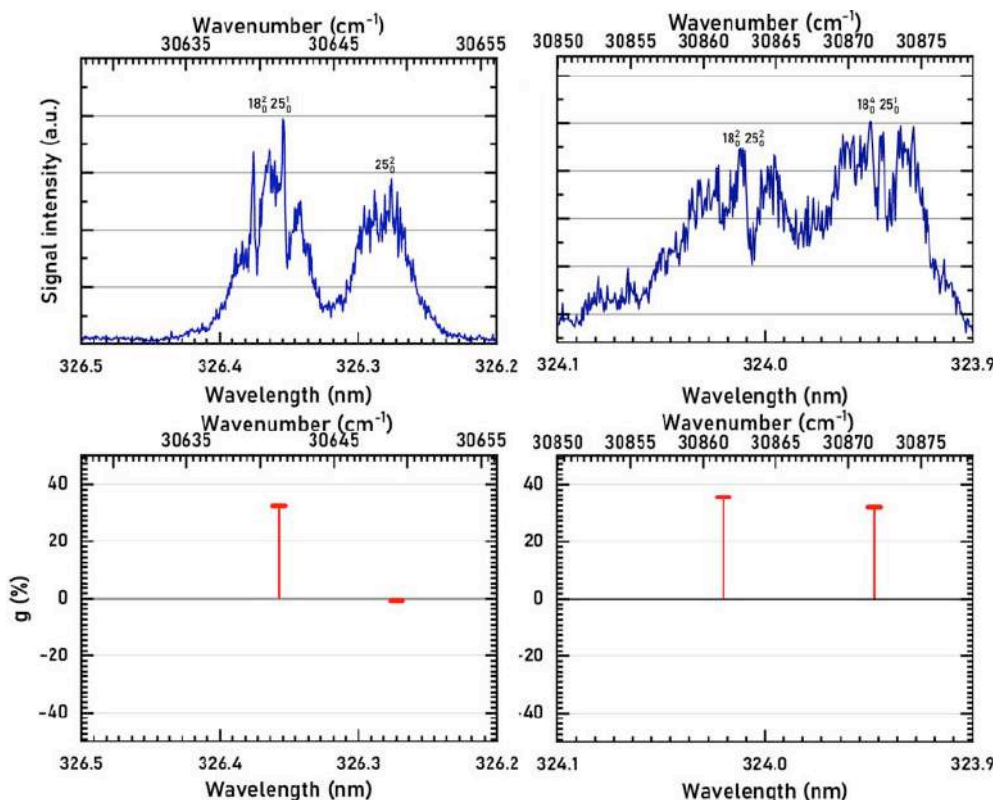 Wavenumber (cm⁻¹)
30635 30645 30655
Signal intensity (a.u.)
18²₀ 25¹₀
25²₀
326.5 326.4 326.3 326.2
Wavelength (nm)
Wavenumber (cm⁻¹)
30850 30855 30860 30865 30870 30875
18²₀ 25²₀
18⁴₀ 25¹₀
324.1 324.0 323.9
Wavelength (nm)
Wavenumber (cm⁻¹)
30635 30645 30655
g (%)
40
20
0
-20
-40
326.5 326.4 326.3 326.2
Wavelength (nm)
Wavenumber (cm⁻¹)
30850 30855 30860 30865 30870 30875
40
20
0
-20
-40
324.1 324.0 323.9
Wavelength (nm)